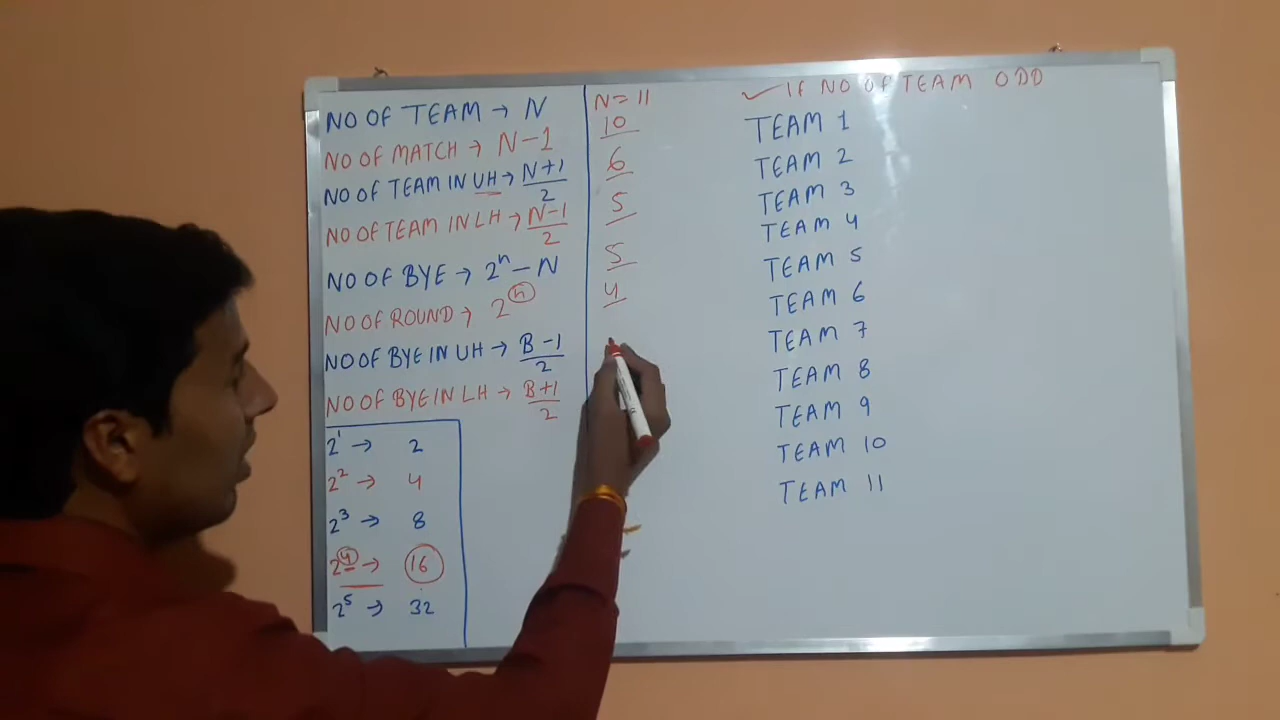 NO OF TEAM → N
NO OF MATCH → N-1
NO OF TEAM IN UH → N+1/2
NO OF TEAM IN LH → N-1/2
NO OF BYE → 2ⁿ - N
NO OF ROUND → 2ⁿ
NO OF BYE IN UH → B-1/2
NO OF BYE IN LH → B+1/2
2¹ → 2
2² → 4
2³ → 8
2⁴ → 16
2⁵ → 32
N = 11
10
6
5
5
4
✓ IF NO OF TEAM ODD
TEAM 1
TEAM 2
TEAM 3
TEAM 4
TEAM 5
TEAM 6
TEAM 7
TEAM 8
TEAM 9
TEAM 10
TEAM 11